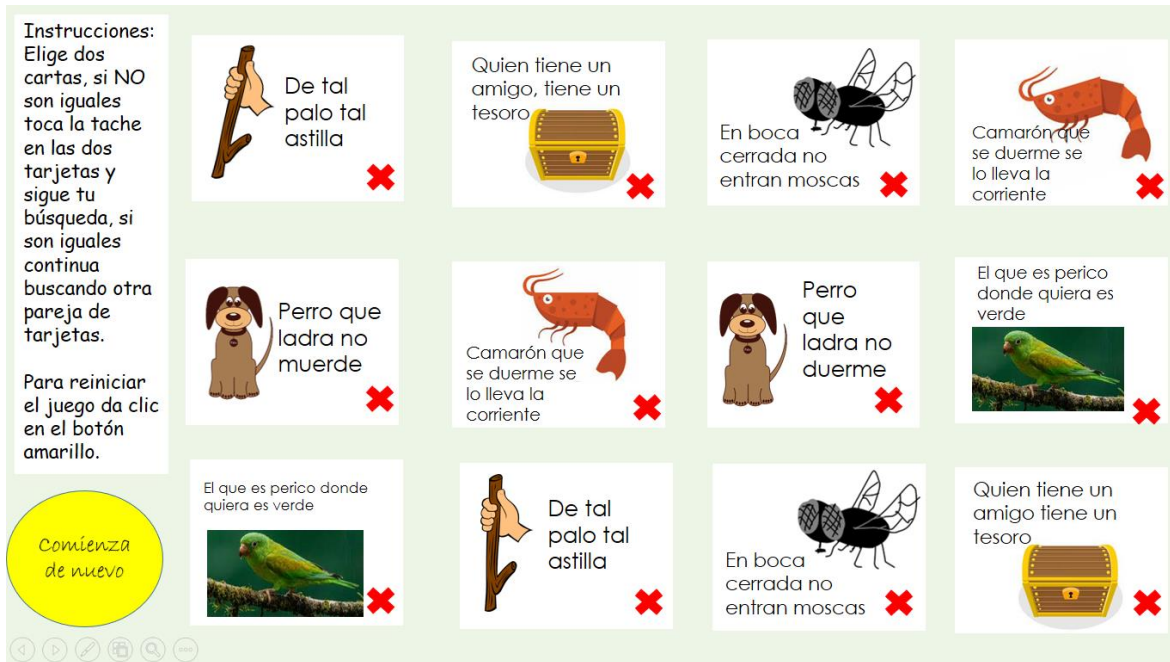 Instrucciones:
Elige dos
cartas, si NO
son iguales
toca la tache
en las dos
tarjetas y
sigue tu
búsqueda, si
son iguales
continua
buscando otra
pareja de
tarjetas.
Para reiniciar
el juego da clic
en el botón
amarillo.
Comienza
de nuevo
De tal
palo tal
astilla
Quien tiene un
amigo, tiene un
tesoro
En boca
cerrada no
entran moscas
Camarón que
se duerme se
lo lleva la
corriente
Perro que
ladra no
muerde
Camarón que
se duerme se
lo lleva la
corriente
Perro
que
ladra no
duerme
El que es perico
donde quiera es
verde
El que es perico donde
quiera es verde
De tal
palo tal
astilla
En boca
cerrada no
entran moscas
Quien tiene un
amigo tiene un
tesoro